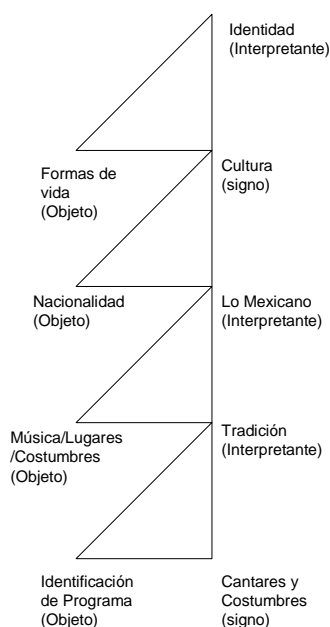 Identidad
(Interpretante)
Formas de
vida
(Objeto)
Cultura
(signo)
Nacionalidad
(Objeto)
Lo Mexicano
(Interpretante)
Música/Lugares
/Costumbres
(Objeto)
Tradición
(Interpretante)
Identificación
de Programa
(Objeto)
Cantares y
Costumbres
(signo)